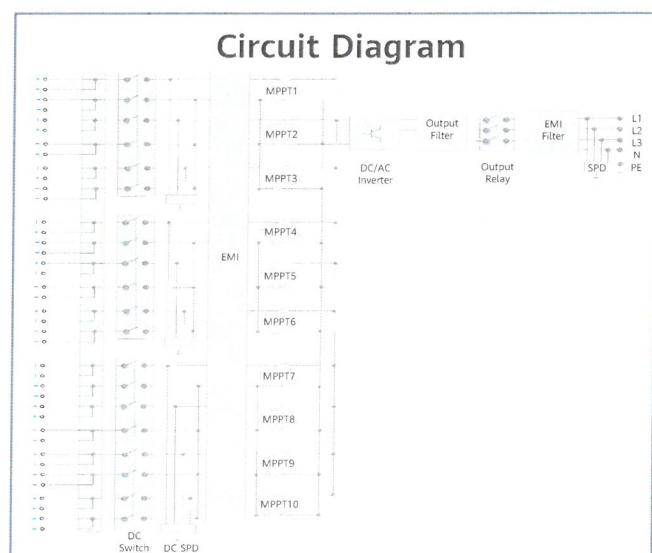 Circuit Diagram
MPPT1
MPPT2
MPPT3
MPPT4
MPPT5
MPPT6
MPPT7
MPPT8
MPPT9
MPPT10
EMI
DC
Switch
DC SPD
DC/AC
Inverter
Output
Filter
Output
Relay
EMI
Filter
SPD
L1
L2
L3
N
PE